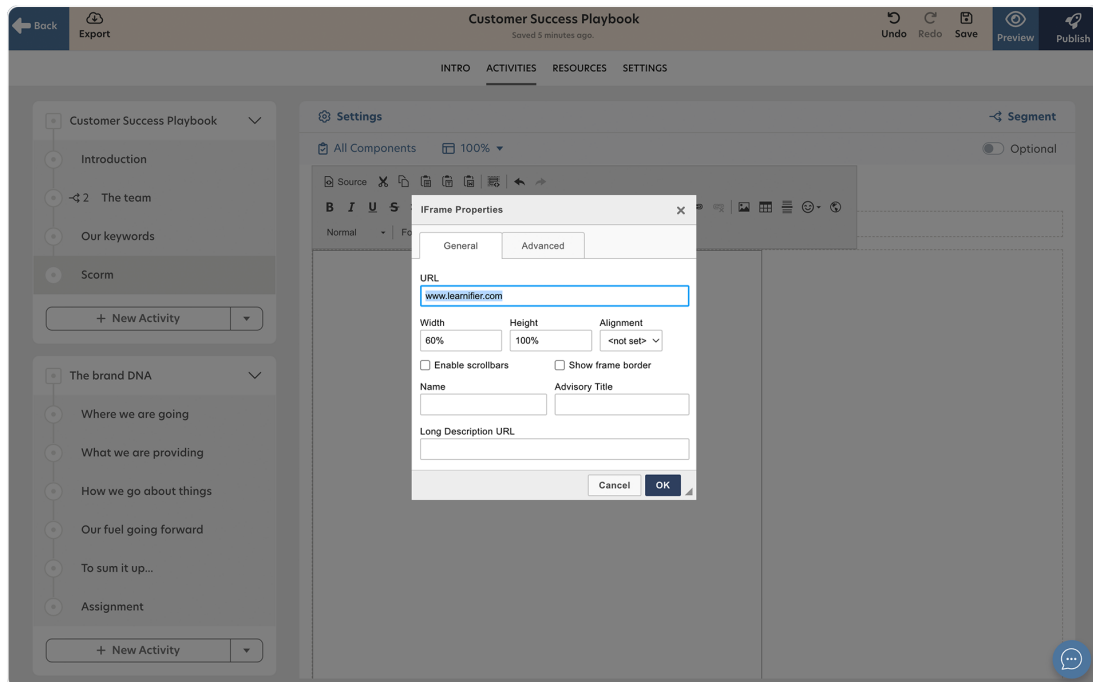 Back
Export
Customer Success Playbook
Saved 5 minutes ago.
Undo
Redo
Save
Preview
Publish
INTRO ACTIVITIES RESOURCES SETTINGS
Customer Success Playbook
Introduction
2 The team
Our keywords
Scorm
+ New Activity
The brand DNA
Where we are going
What we are providing
How we go about things
Our fuel going forward
To sum it up...
Assignment
+ New Activity
Settings
Segment
All Components
100%
Optional
Source
B I U S
Normal
IFrame Properties
General
Advanced
URL
www.learnifier.com
Width Height Alignment
60% 100% <not set>
Enable scrollbars
Show frame border
Name
Advisory Title
Long Description URL
Cancel
OK